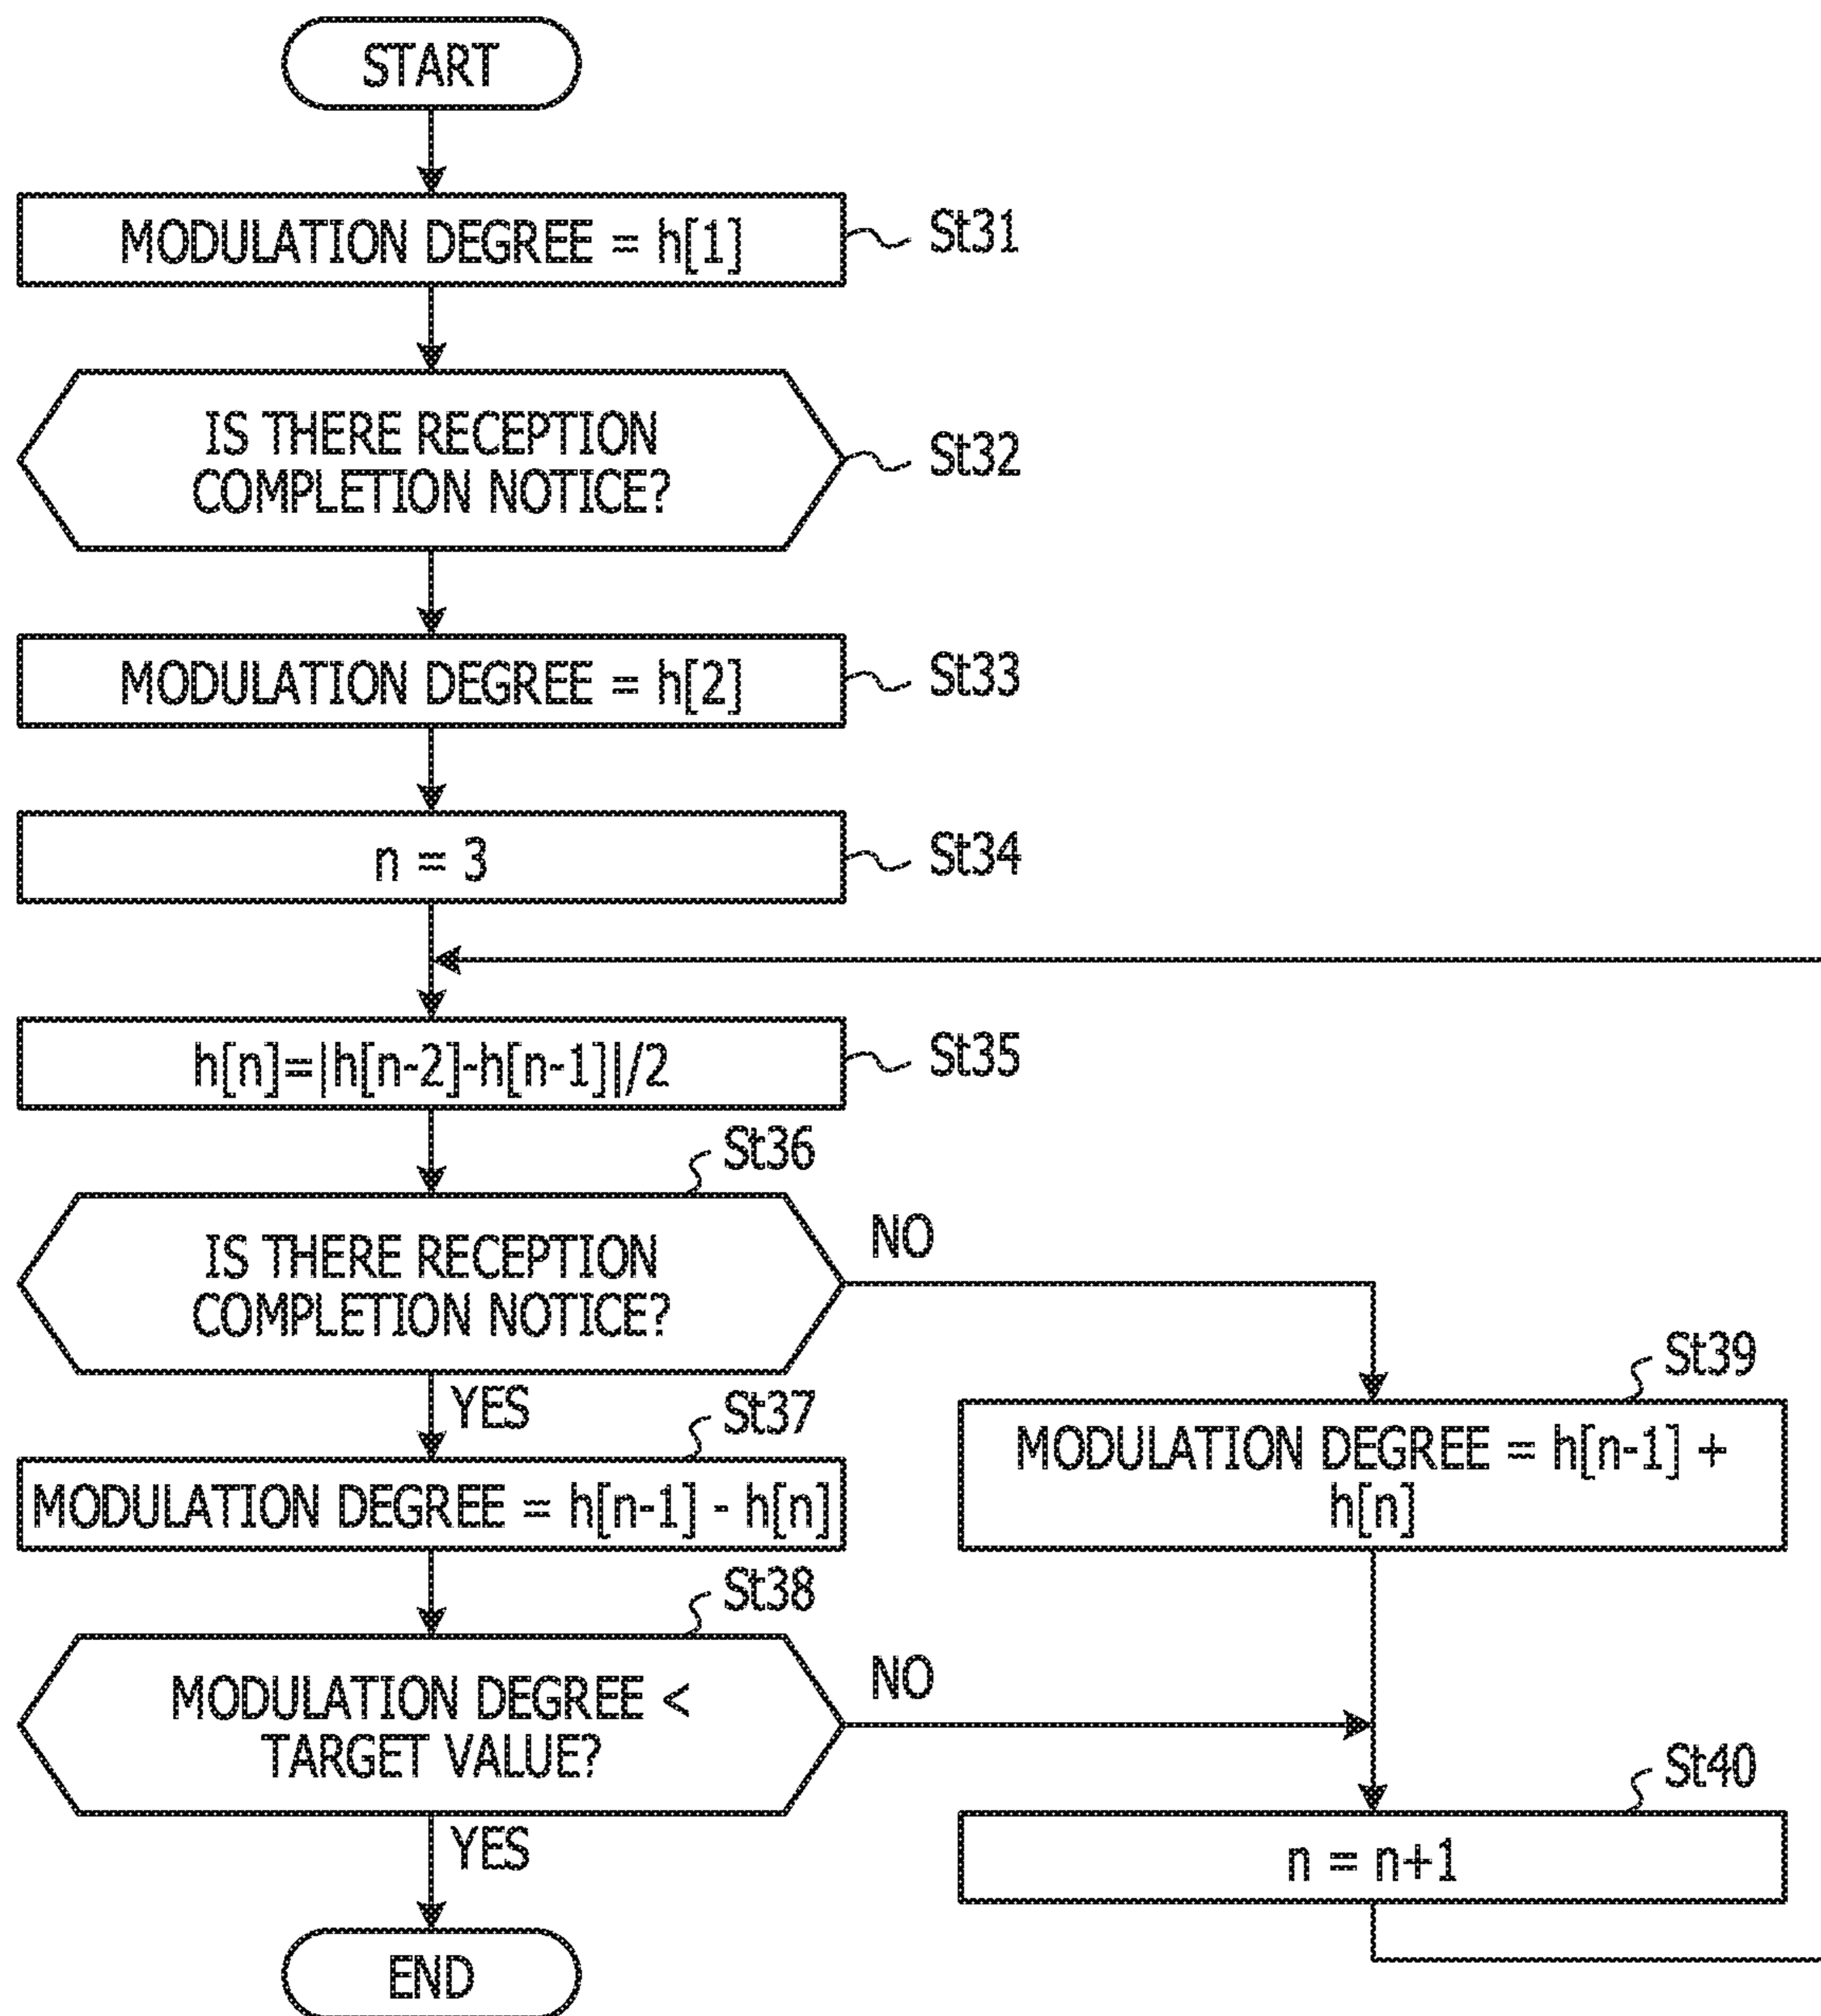 START
MODULATION DEGREE = h[1]
St31
IS THERE RECEPTION
COMPLETION NOTICE?
St32
MODULATION DEGREE = h[2]
St33
n = 3
St34
h[n]=|h[n-2]-h[n-1]|/2
St35
St36
IS THERE RECEPTION
COMPLETION NOTICE?
NO
YES
St37
MODULATION DEGREE = h[n-1] - h[n]
St39
MODULATION DEGREE = h[n-1] +
h[n]
St38
MODULATION DEGREE <
TARGET VALUE?
NO
YES
St40
n = n+1
END